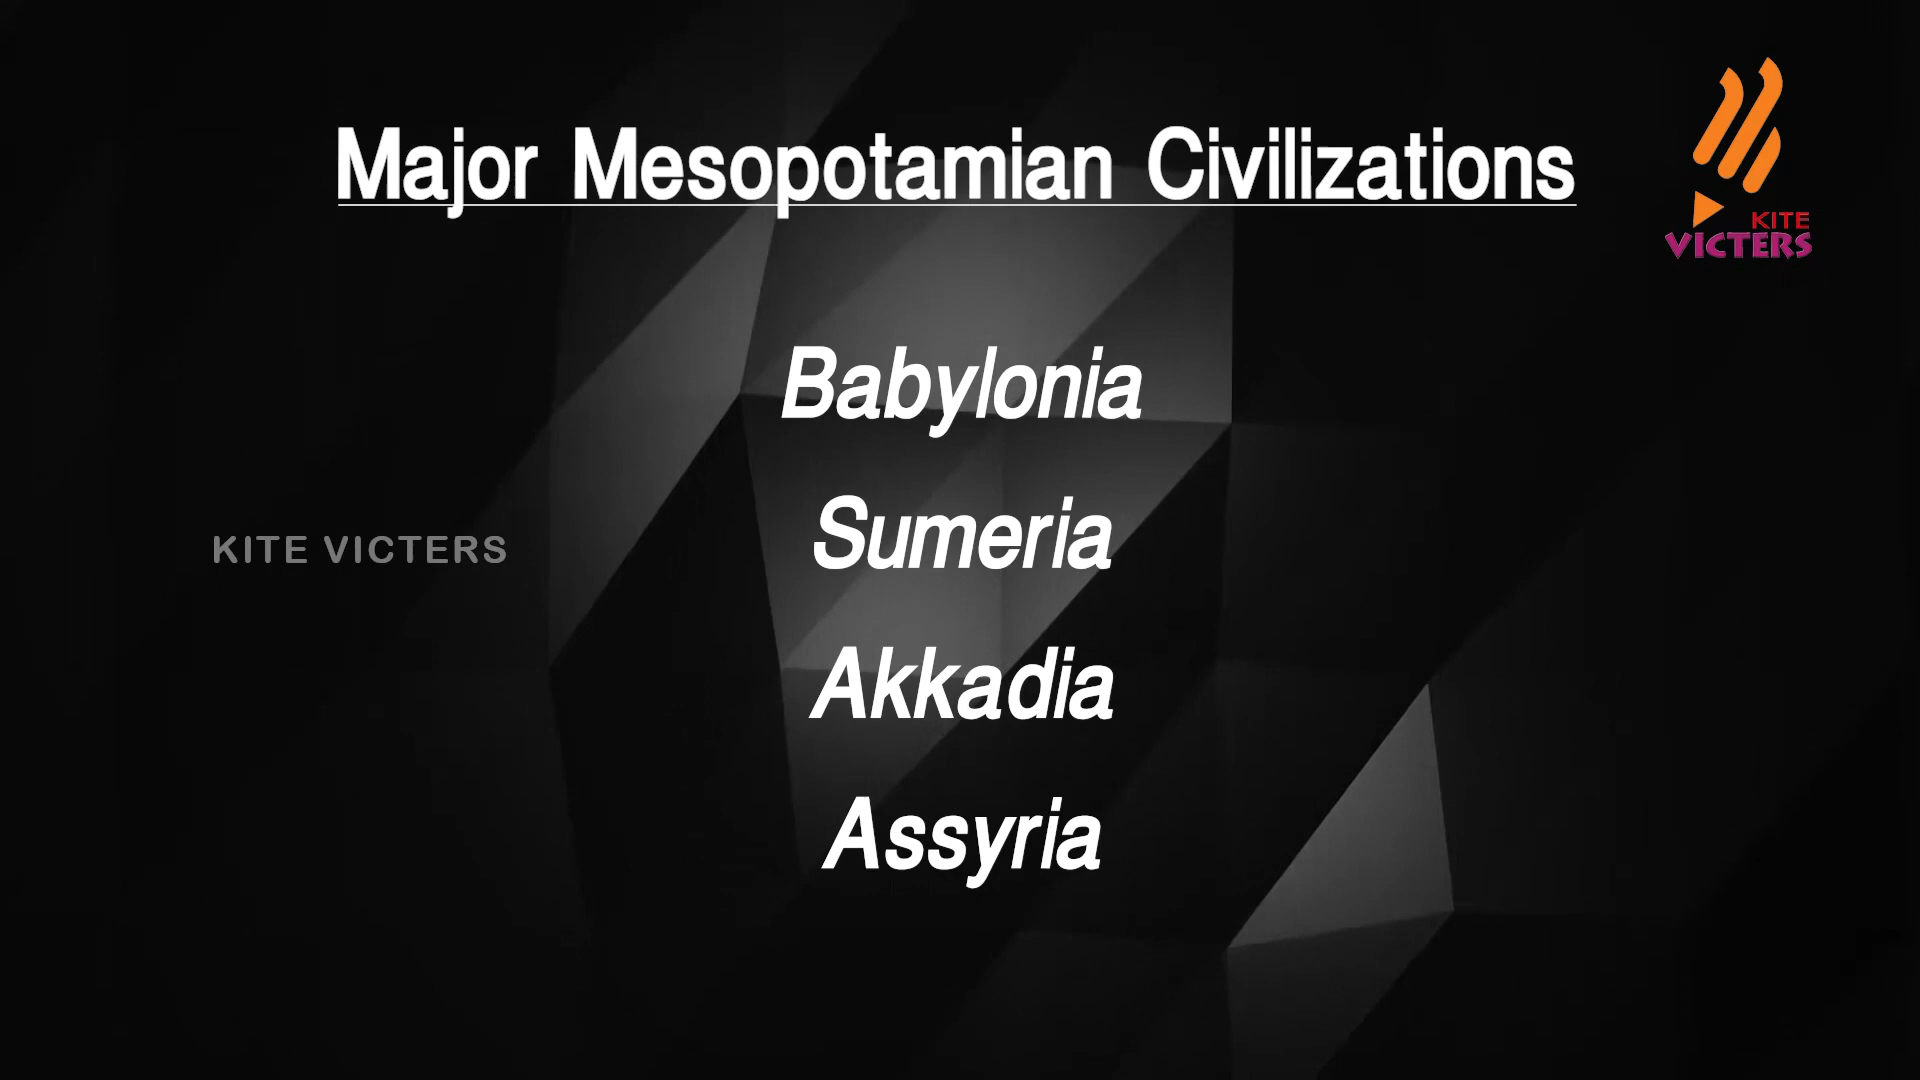 Major Mesopotamian Civilizations
KITE
VICTERS
Babylonia
Sumeria
KITE VICTERS
Akkadia
Assyria